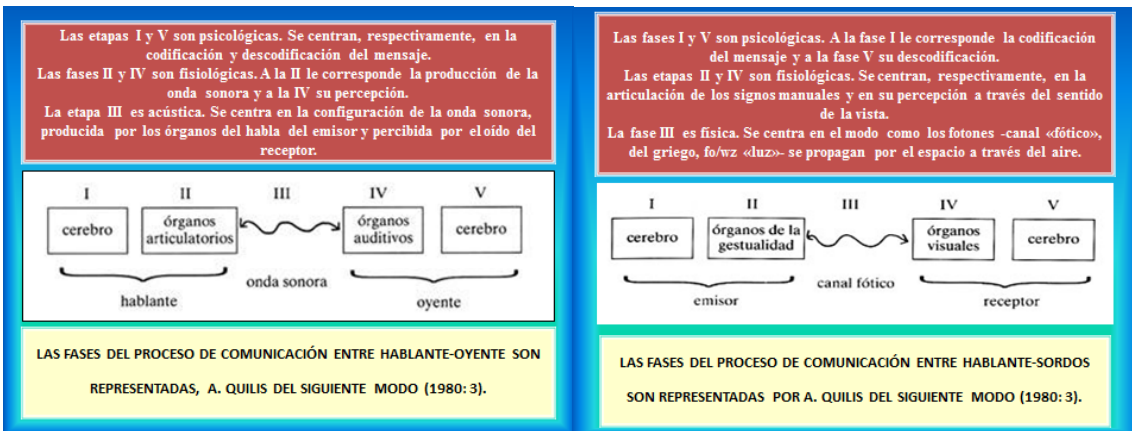 Las etapas I y V son psicológicas. Se centran, respectivamente, en la
codificación y descodificación del mensaje.
Las fases II y IV son fisiológicas. A la II le corresponde la producción de la
onda sonora y a la IV su percepción.
La etapa III es acústica. Se centra en la configuración de la onda sonora,
producida por los órganos del habla del emisor y percibida por el oído del
receptor.
I II III IV V
cerebro
órganos
articulatorios
órganos
auditivos
cerebro
hablante
onda sonora
oyente
LAS FASES DEL PROCESO DE COMUNICACIÓN ENTRE HABLANTE-OYENTE SON
REPRESENTADAS, A. QUILIS DEL SIGUIENTE MODO (1980: 3).
Las fases I y V son psicológicas. A la fase I le corresponde la codificación
del mensaje y a la fase V su descodificación.
Las etapas II y IV son fisiológicas. Se centran, respectivamente, en la
articulación de los signos manuales y en su percepción a través del sentido
de la vista.
La fase III es física. Se centra en el modo como los fotones -canal «fótico»,
del griego, fo/wz «luz»- se propagan por el espacio a través del aire.
I II III IV V
cerebro
órganos de la
gestualidad
órganos
visuales
cerebro
emisor
canal fótico
receptor
LAS FASES DEL PROCESO DE COMUNICACIÓN ENTRE HABLANTE-SORDOS
SON REPRESENTADAS POR A. QUILIS DEL SIGUIENTE MODO (1980: 3).